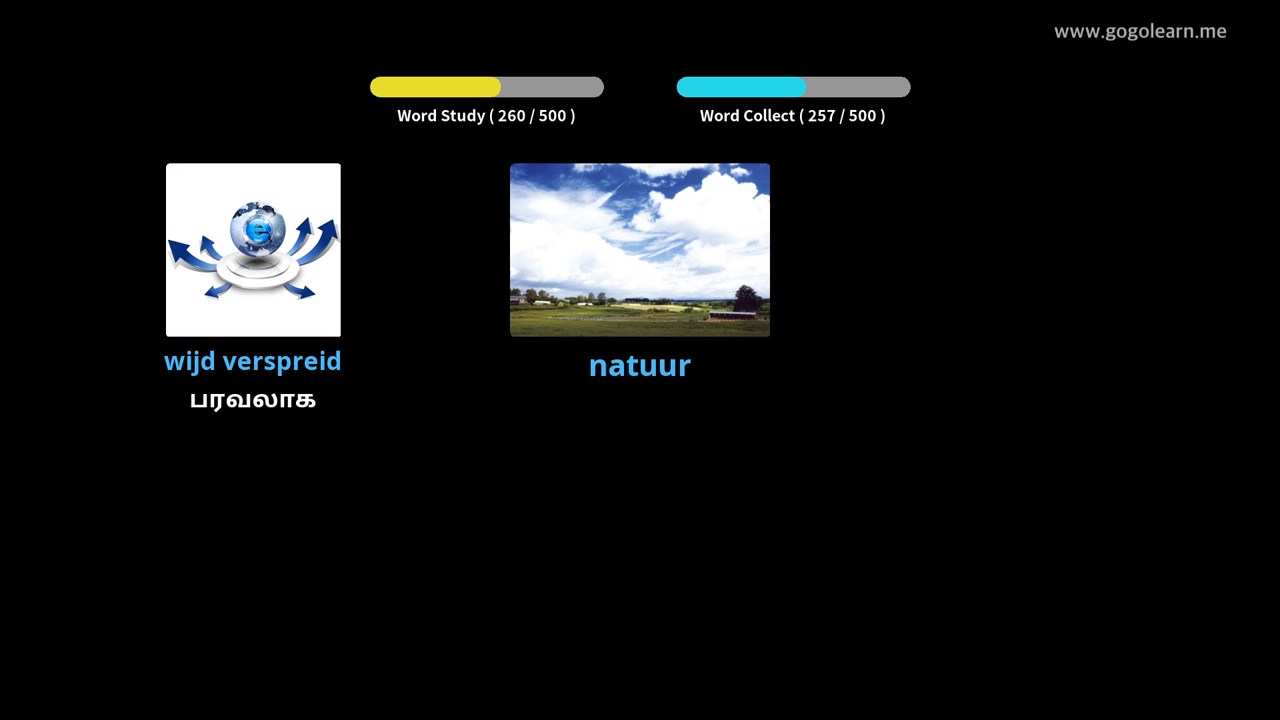 www.gogolearn.me
Word Study ( 260 / 500 )
Word Collect ( 257 / 500 )
e
wijd verspreid
பரவலாக
natuur